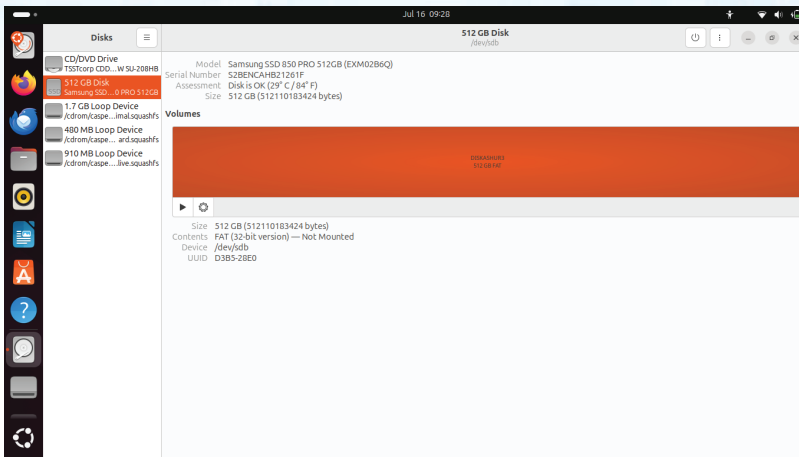 Jul 16 09:28
Disks
512 GB Disk
/dev/sdb
CD/DVD Drive
TSSTcorp CDD...W SU-208HB
512 GB Disk
Samsung SSD...0 PRO 512GB
1.7 GB Loop Device
/cdrom/caspe...imal.squashfs
480 MB Loop Device
/cdrom/caspe... ard.squashfs
910 MB Loop Device
/cdrom/caspe...live.squashfs
Model Samsung SSD 850 PRO 512GB (EXM02B6Q)
Serial Number S2BENCAHB21261F
Assessment Disk is OK (29° C / 84° F)
Size 512 GB (512110183424 bytes)
Volumes
DISKASHUR2
512 GB FAT
Size 512 GB (512110183424 bytes)
Contents FAT (32-bit version) — Not Mounted
Device /dev/sdb
UUID D3B5-28E0